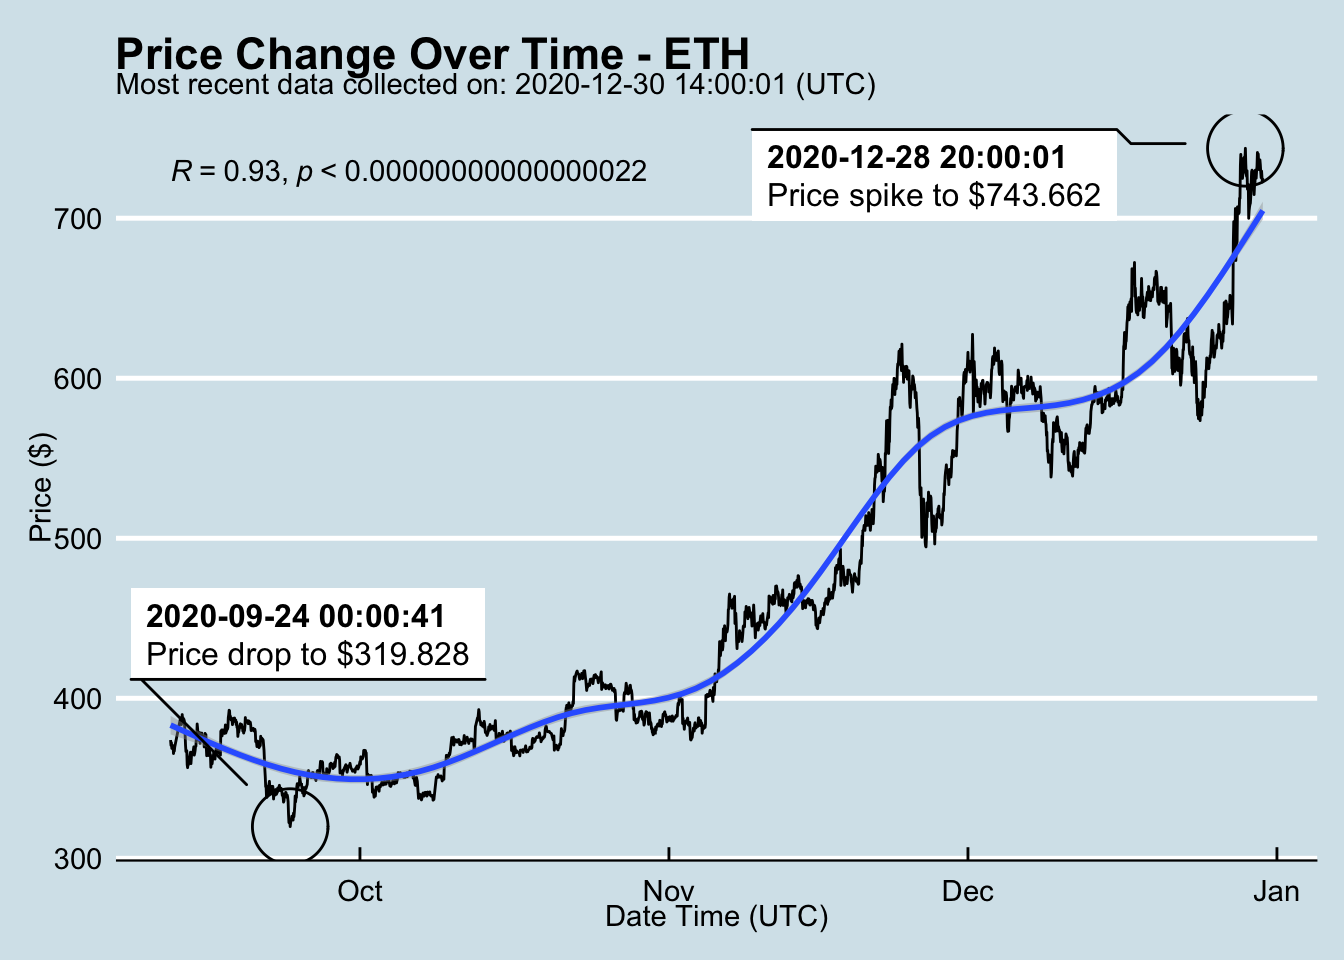 Price Change Over Time - ETH
Most recent data collected on: 2020-12-30 14:00:01 (UTC)
R = 0.93, p < 0.00000000000000022
2020-12-28 20:00:01
Price spike to $743.662
700
600
Price ($)
500
2020-09-24 00:00:41
Price drop to $319.828
400
300
Oct Nov Dec Jan
Date Time (UTC)